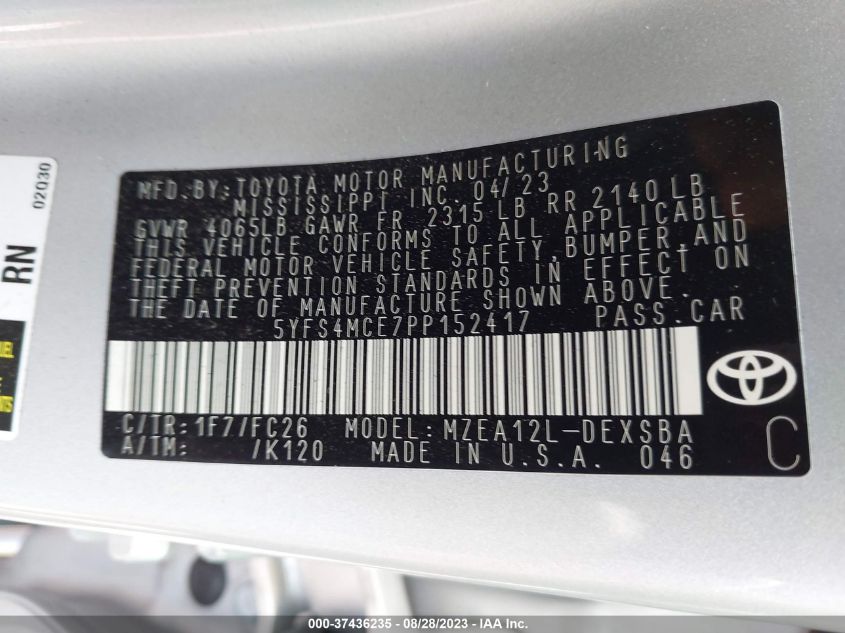 02030
RN
MFD.BY:TOYOTA MOTOR MANUFACTURING
MISSISSIPPI INC. 04/23
GVWR 4065LB GAWR FR 2315 LB RR 2140LB
THIS VEHICLE CONFORMS TO ALL APPLICABLE
FEDERAL MOTOR VEHICLE SAFETY,BUMPER,AND
THEFT PREVENTION STANDARDS IN EFFECT ON
THE DATE OF MANUFACTURE SHOWN ABOVE.
5YFS4MCE7PP152417 PASS.CAR
C/TR: 1F7/FC26 MODEL: MZEA12L-DEXSBA
A/TM: /K120 MADE IN U.S.A. 046
C
000-37436235 - 08/28/2023 - IAA Inc.